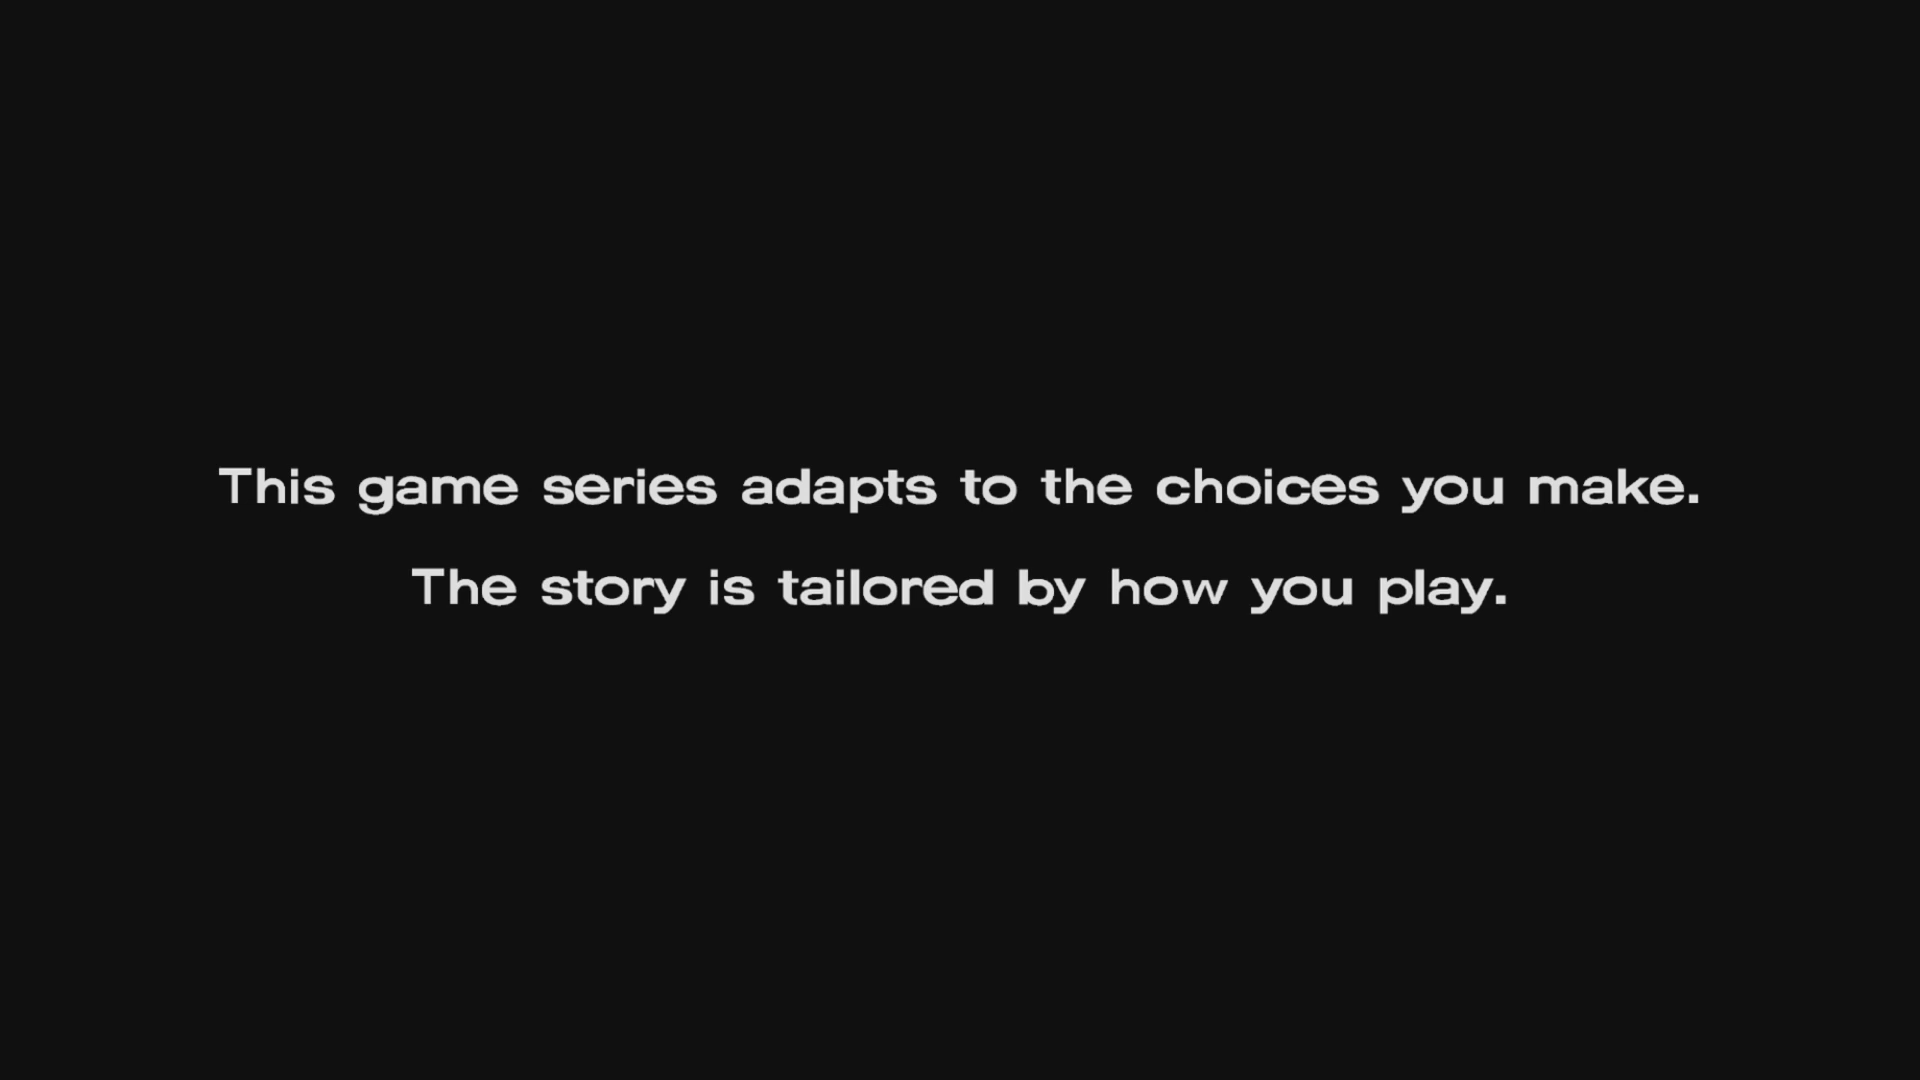 This game series adapts to the choices you make.
The story is tailored by how you play.